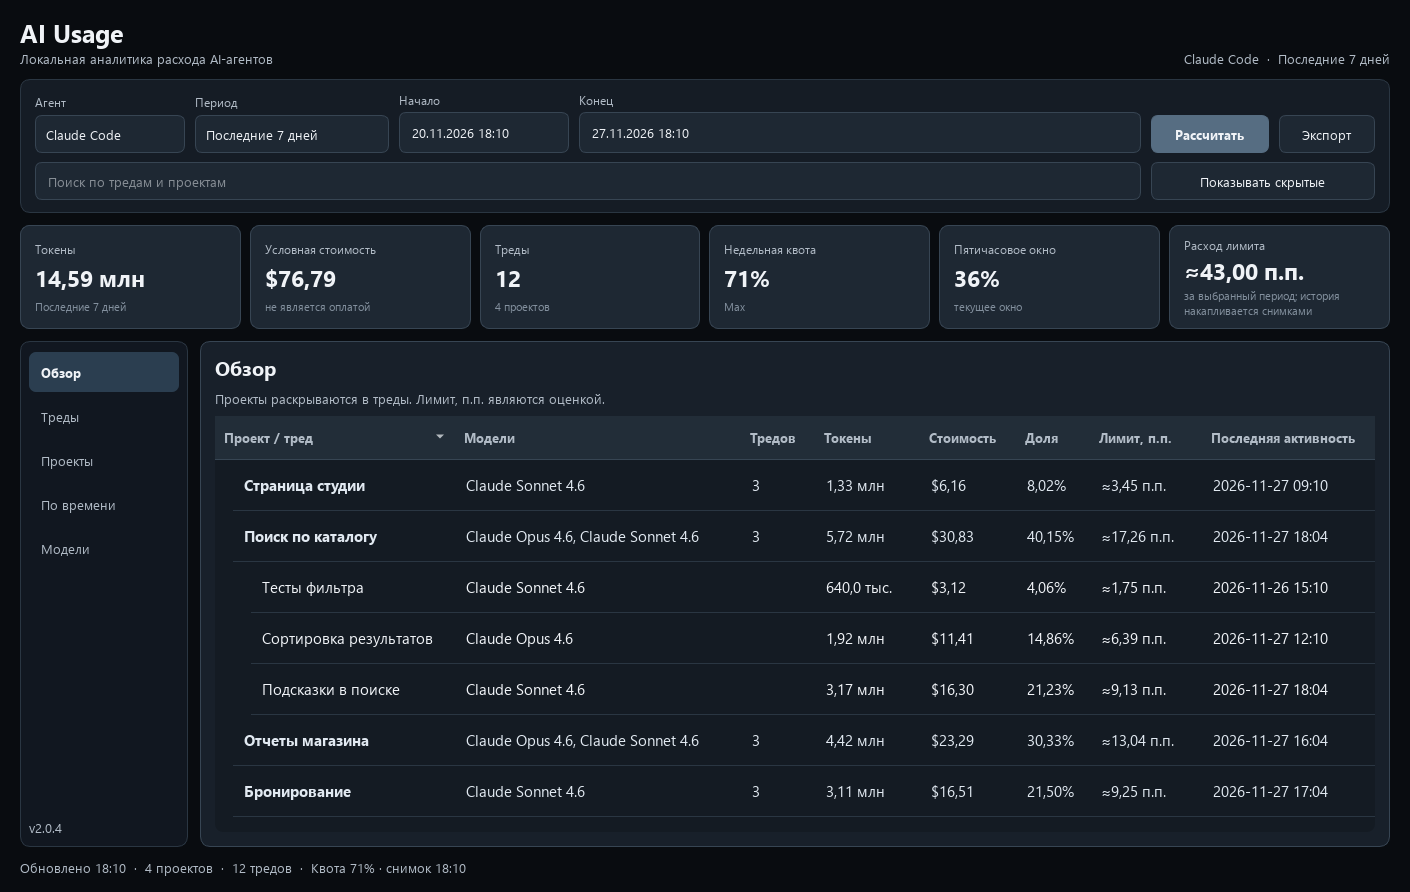 AI Usage
Локальная аналитика расхода AI-агентов
Claude Code · Последние 7 дней
Агент
Период
Начало
Конец
Claude Code
Последние 7 дней
20.11.2026 18:10
27.11.2026 18:10
Рассчитать
Экспорт
Поиск по тредам и проектам
Показывать скрытые
Токены
14,59 млн
Последние 7 дней
Условная стоимость
$76,79
не является оплатой
Треды
12
4 проектов
Недельная квота
71%
Max
Пятичасовое окно
36%
текущее окно
Расход лимита
≈43,00 п.п.
за выбранный период; история
накапливается снимками
Обзор
Треды
Проекты
По времени
Модели
v2.0.4
Обзор
Проекты раскрываются в треды. Лимит, п.п. являются оценкой.
Проект / тред Модели Тредов Токены Стоимость Доля Лимит, п.п. Последняя активность
Страница студии Claude Sonnet 4.6 3 1,33 млн $6,16 8,02% ≈3,45 п.п. 2026-11-27 09:10
Поиск по каталогу Claude Opus 4.6, Claude Sonnet 4.6 3 5,72 млн $30,83 40,15% ≈17,26 п.п. 2026-11-27 18:04
Тесты фильтра Claude Sonnet 4.6 640,0 тыс. $3,12 4,06% ≈1,75 п.п. 2026-11-26 15:10
Сортировка результатов Claude Opus 4.6 1,92 млн $11,41 14,86% ≈6,39 п.п. 2026-11-27 12:10
Подсказки в поиске Claude Sonnet 4.6 3,17 млн $16,30 21,23% ≈9,13 п.п. 2026-11-27 18:04
Отчеты магазина Claude Opus 4.6, Claude Sonnet 4.6 3 4,42 млн $23,29 30,33% ≈13,04 п.п. 2026-11-27 16:04
Бронирование Claude Sonnet 4.6 3 3,11 млн $16,51 21,50% ≈9,25 п.п. 2026-11-27 17:04
Обновлено 18:10 · 4 проектов · 12 тредов · Квота 71% · снимок 18:10